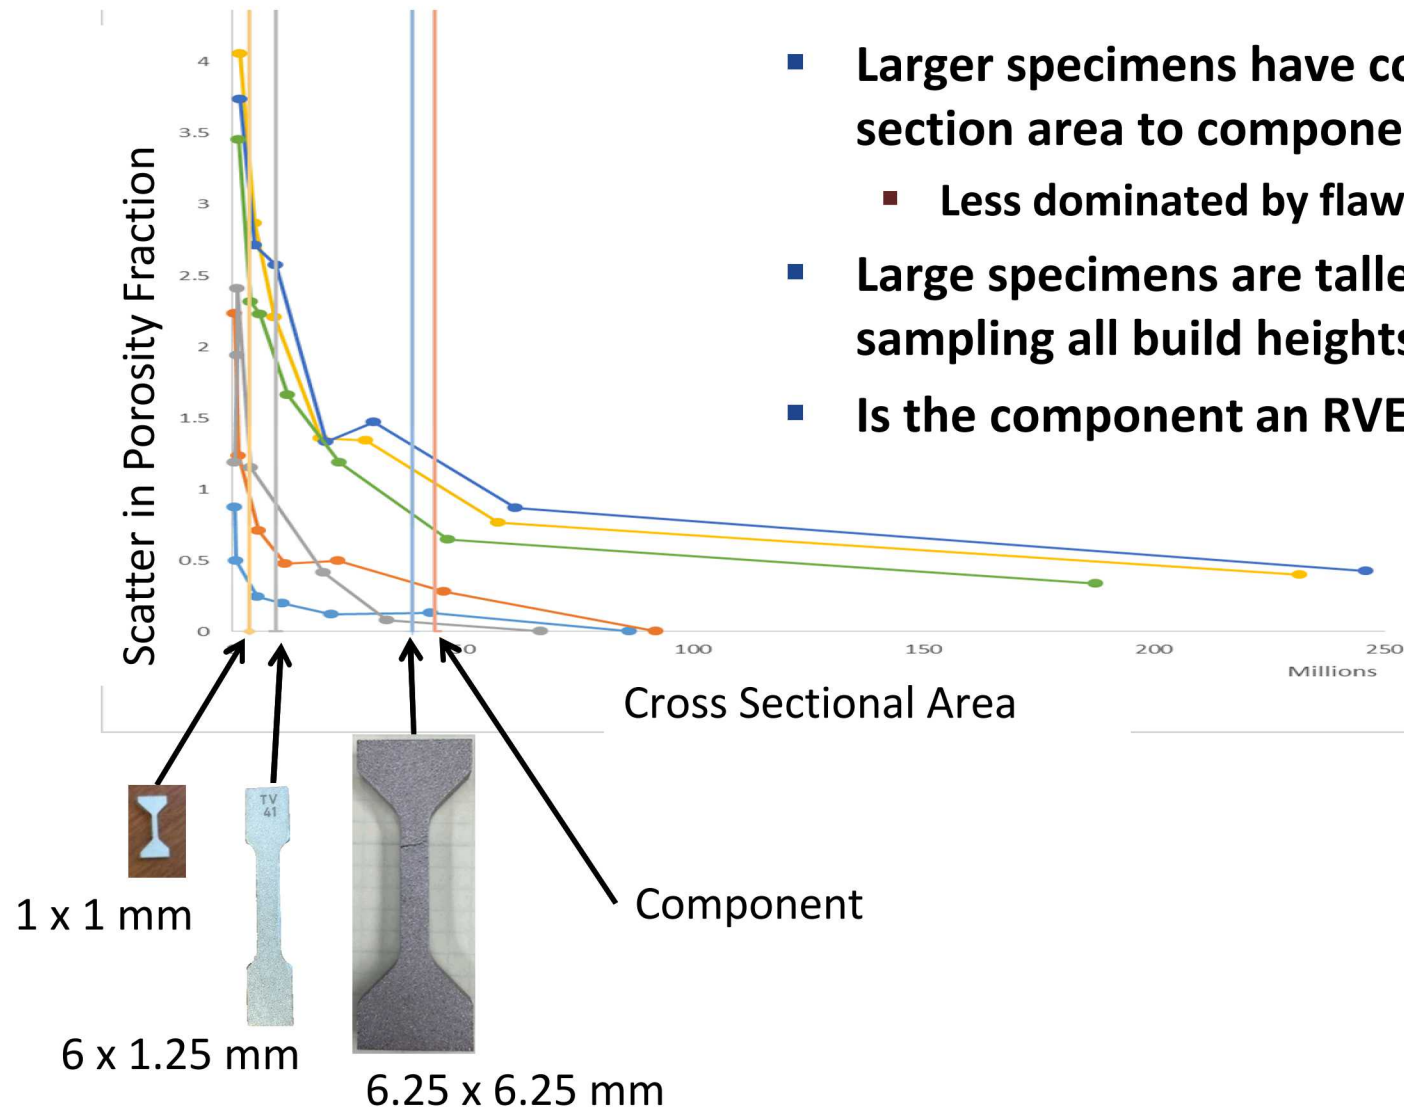 Larger specimens have co
section area to compone
Less dominated by flaw
Large specimens are talle
sampling all build heights
Is the component an RVE
Scatter in Porosity Fraction
4
3.5
3
2.5
2
1.5
1
0.5
0
100
150
200
250
Millions
Cross Sectional Area
TV
41
1 x 1 mm
6 x 1.25 mm
6.25 x 6.25 mm
Component